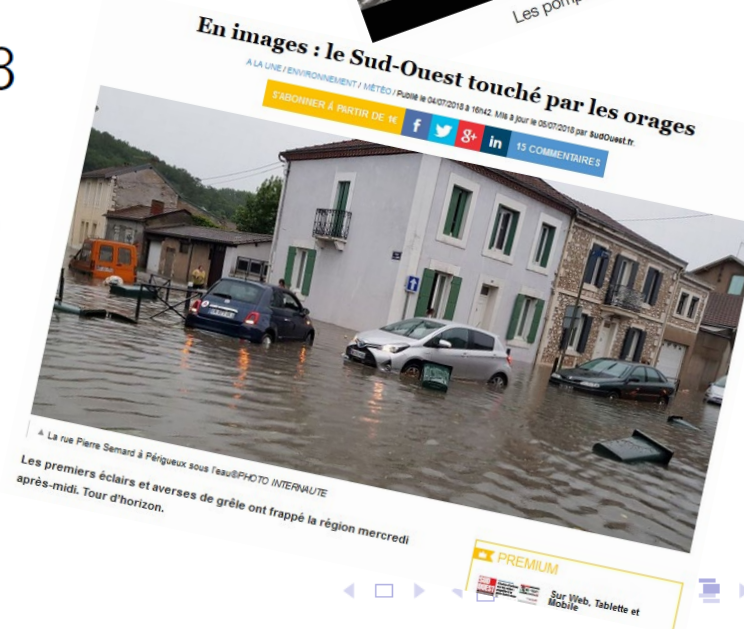 Les
3
En images : le Sud-Ouest touché par les orages
A LA UNE / ENVIRONNEMENT / MÉTÉO / Publié le 04/07/2018 à 16h42. Mis à jour le 05/07/2018 par SudOuest.fr.
S'ABONNER À PARTIR DE 1€
f
g+
in
15 COMMENTAIRES
La rue Pierre Semard à Périgueux sous l'eau©PHOTO INTERNAUTE
Les premiers éclairs et averses de grêle ont frappé la région mercredi
après-midi. Tour d'horizon.
PREMIUM
Sur Web, Tablette et
Mobile